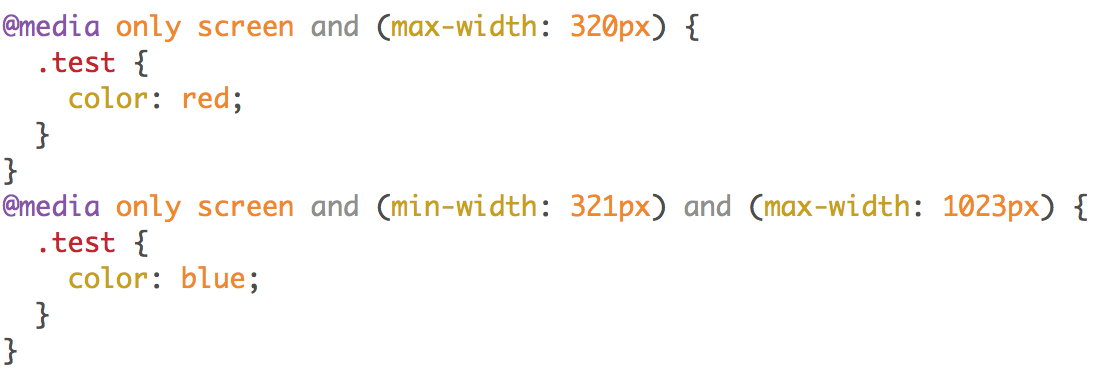 @media only screen and (max-width: 320px) {
  .test {
    color: red;
  }
}
@media only screen and (min-width: 321px) and (max-width: 1023px) {
  .test {
    color: blue;
  }
}